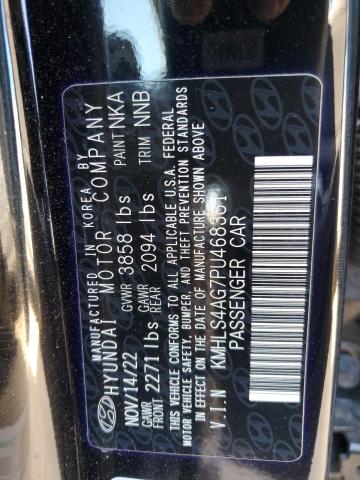 MANUFACTURED IN KOREA BY
HYUNDAI MOTOR COMPANY
NOV/14/22 GVWR 3858 lbs PAINT NKA
GAWR FRONT 2271 lbs GAWR REAR 2094 lbs TRIM NNB
THIS VEHICLE CONFORMS TO ALL APPLICABLE U.S.A. FEDERAL
MOTOR VEHICLE SAFETY, BUMPER, AND THEFT PREVENTION STANDARDS
IN EFFECT ON THE DATE OF MANUFACTURE SHOWN ABOVE
V.I.N KMHLS4AG7PU468561
PASSENGER CAR